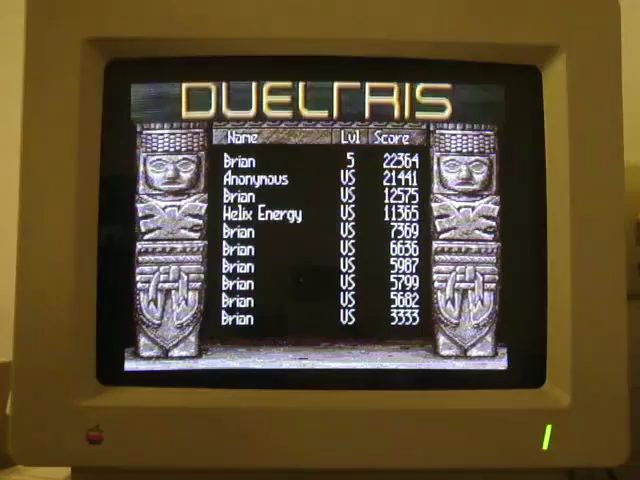 DUELTRIS
Name Lvl Score
Brian 5 22364
Anonymous VS 21441
Brian VS 12575
Helix Energy VS 11365
Brian VS 7369
Brian VS 6636
Brian VS 5987
Brian VS 5799
Brian VS 5682
Brian VS 3333